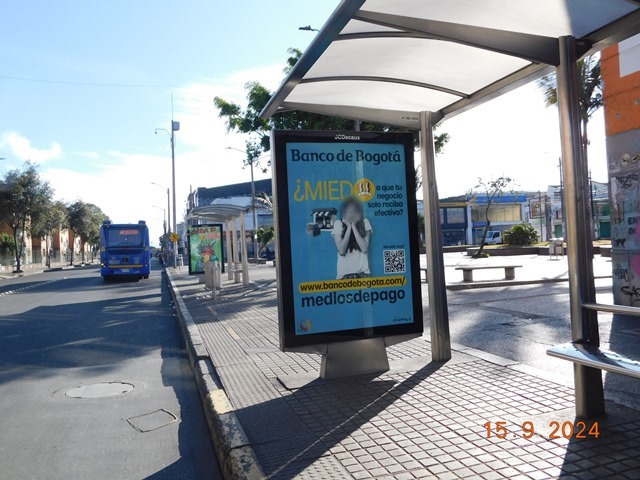 JCDecaux
Banco de Bogotá
¿MIEDO
a que tu
negocio
solo reciba
efectivo?
www.bancodebogota.com/
mediosdepago
15.9.2024